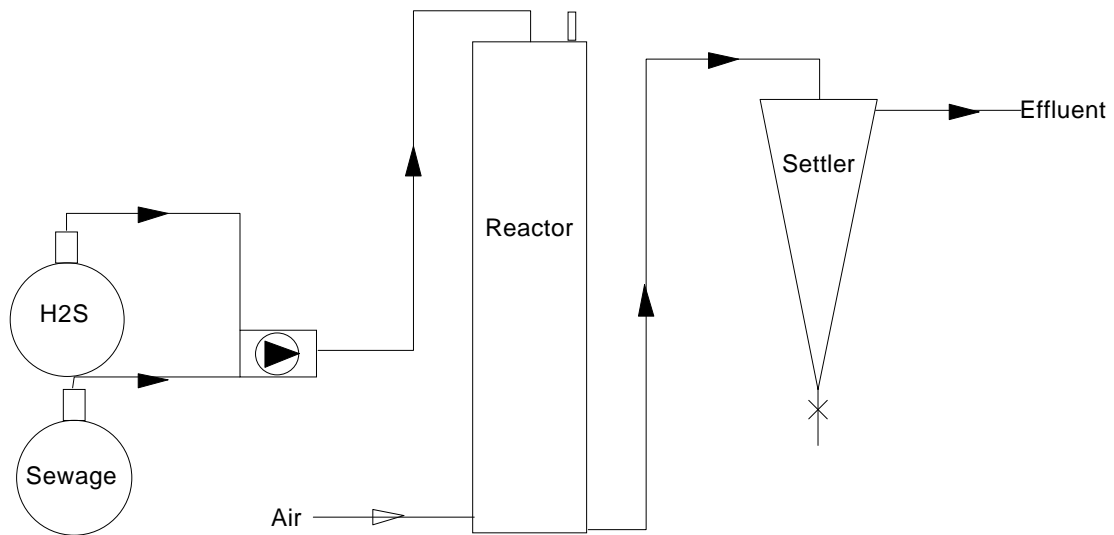 Effluent
Settler
Reactor
H2S
Sewage
Air